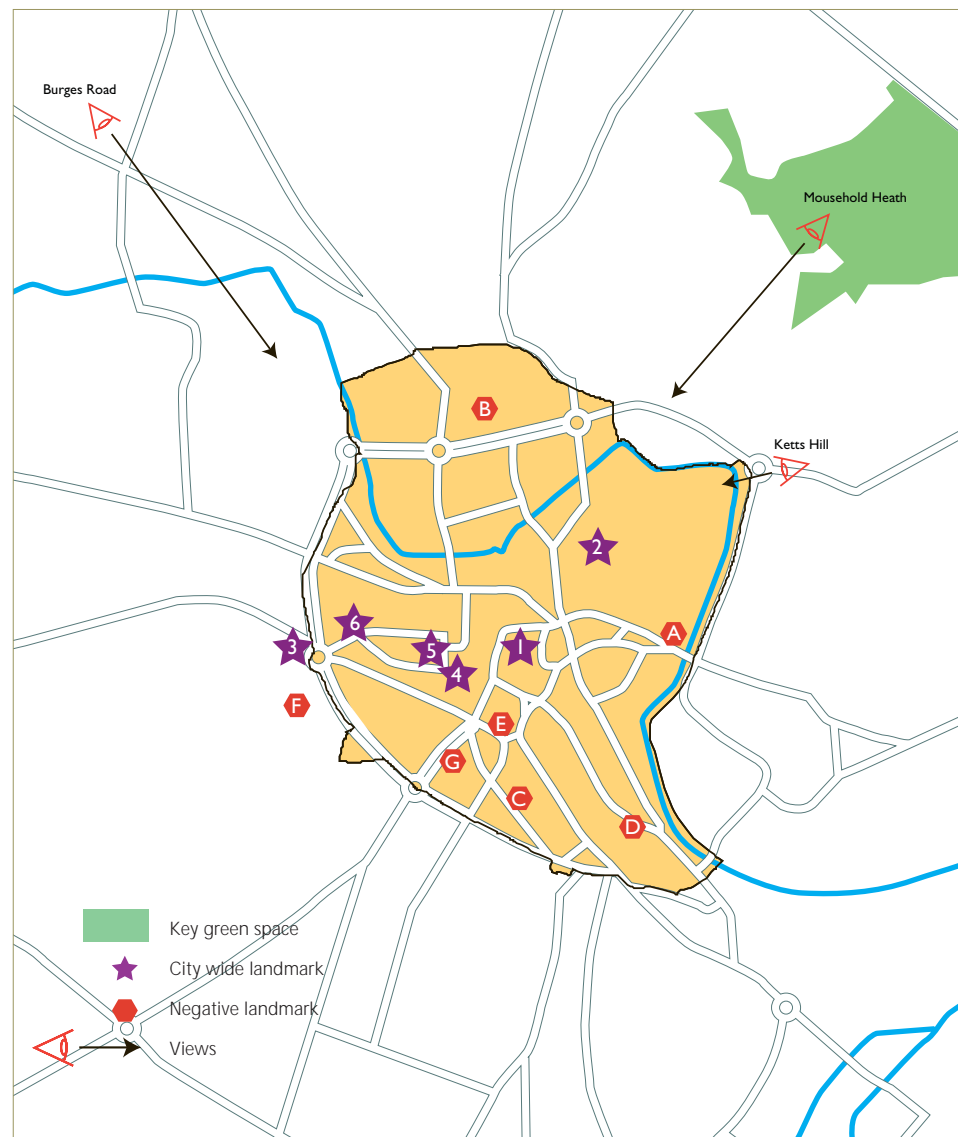 Burges Road
Mousehold Heath
B
Ketts Hill
2
6
A
3
5
1
4
F
E
G
C
D
Key green space
City wide landmark
Negative landmark
Views